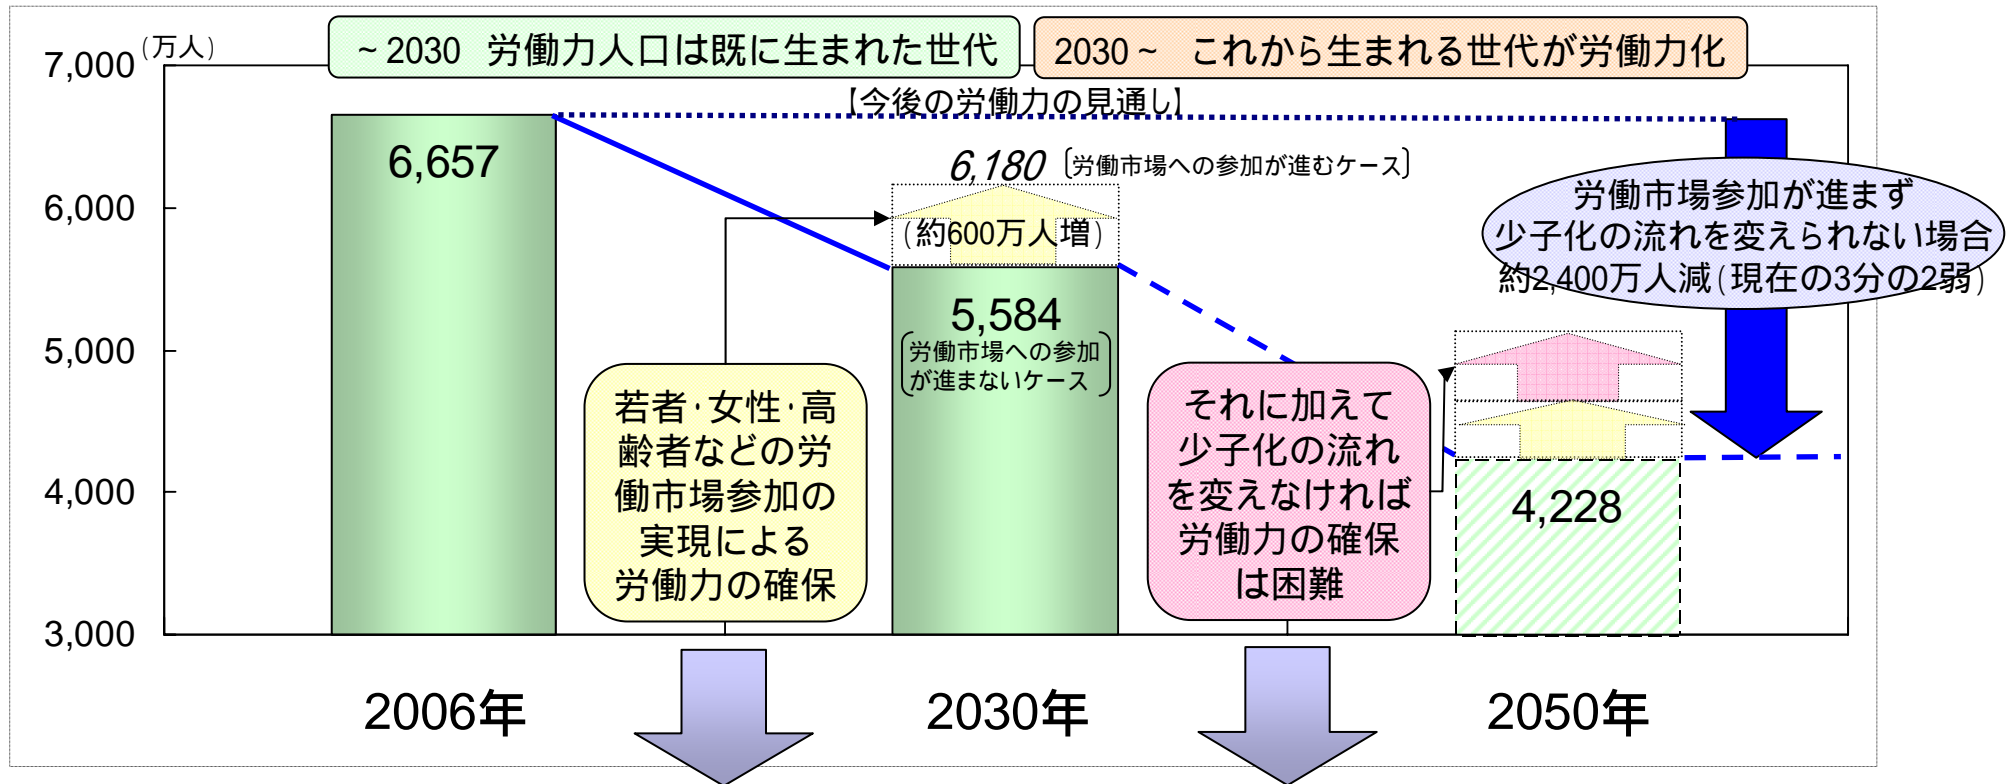 (万人)
~2030 労働力人口は既に生まれた世代
2030~ これから生まれる世代が労働力化
【今後の労働力の見通し】
7,000
6,000
5,000
4,000
3,000
6,657
6,180
〔労働市場への参加が進むケース〕
(約600万人増)
5,584
〔労働市場への参加
が進まないケース〕
若者・女性・高
齢者などの労
働市場参加の
実現による
労働力の確保
それに加えて
少子化の流れ
を変えなければ
労働力の確保
は困難
労働市場参加が進まず
少子化の流れを変えられない場合
約2,400万人減(現在の3分の2弱)
4,228
2006年
2030年
2050年